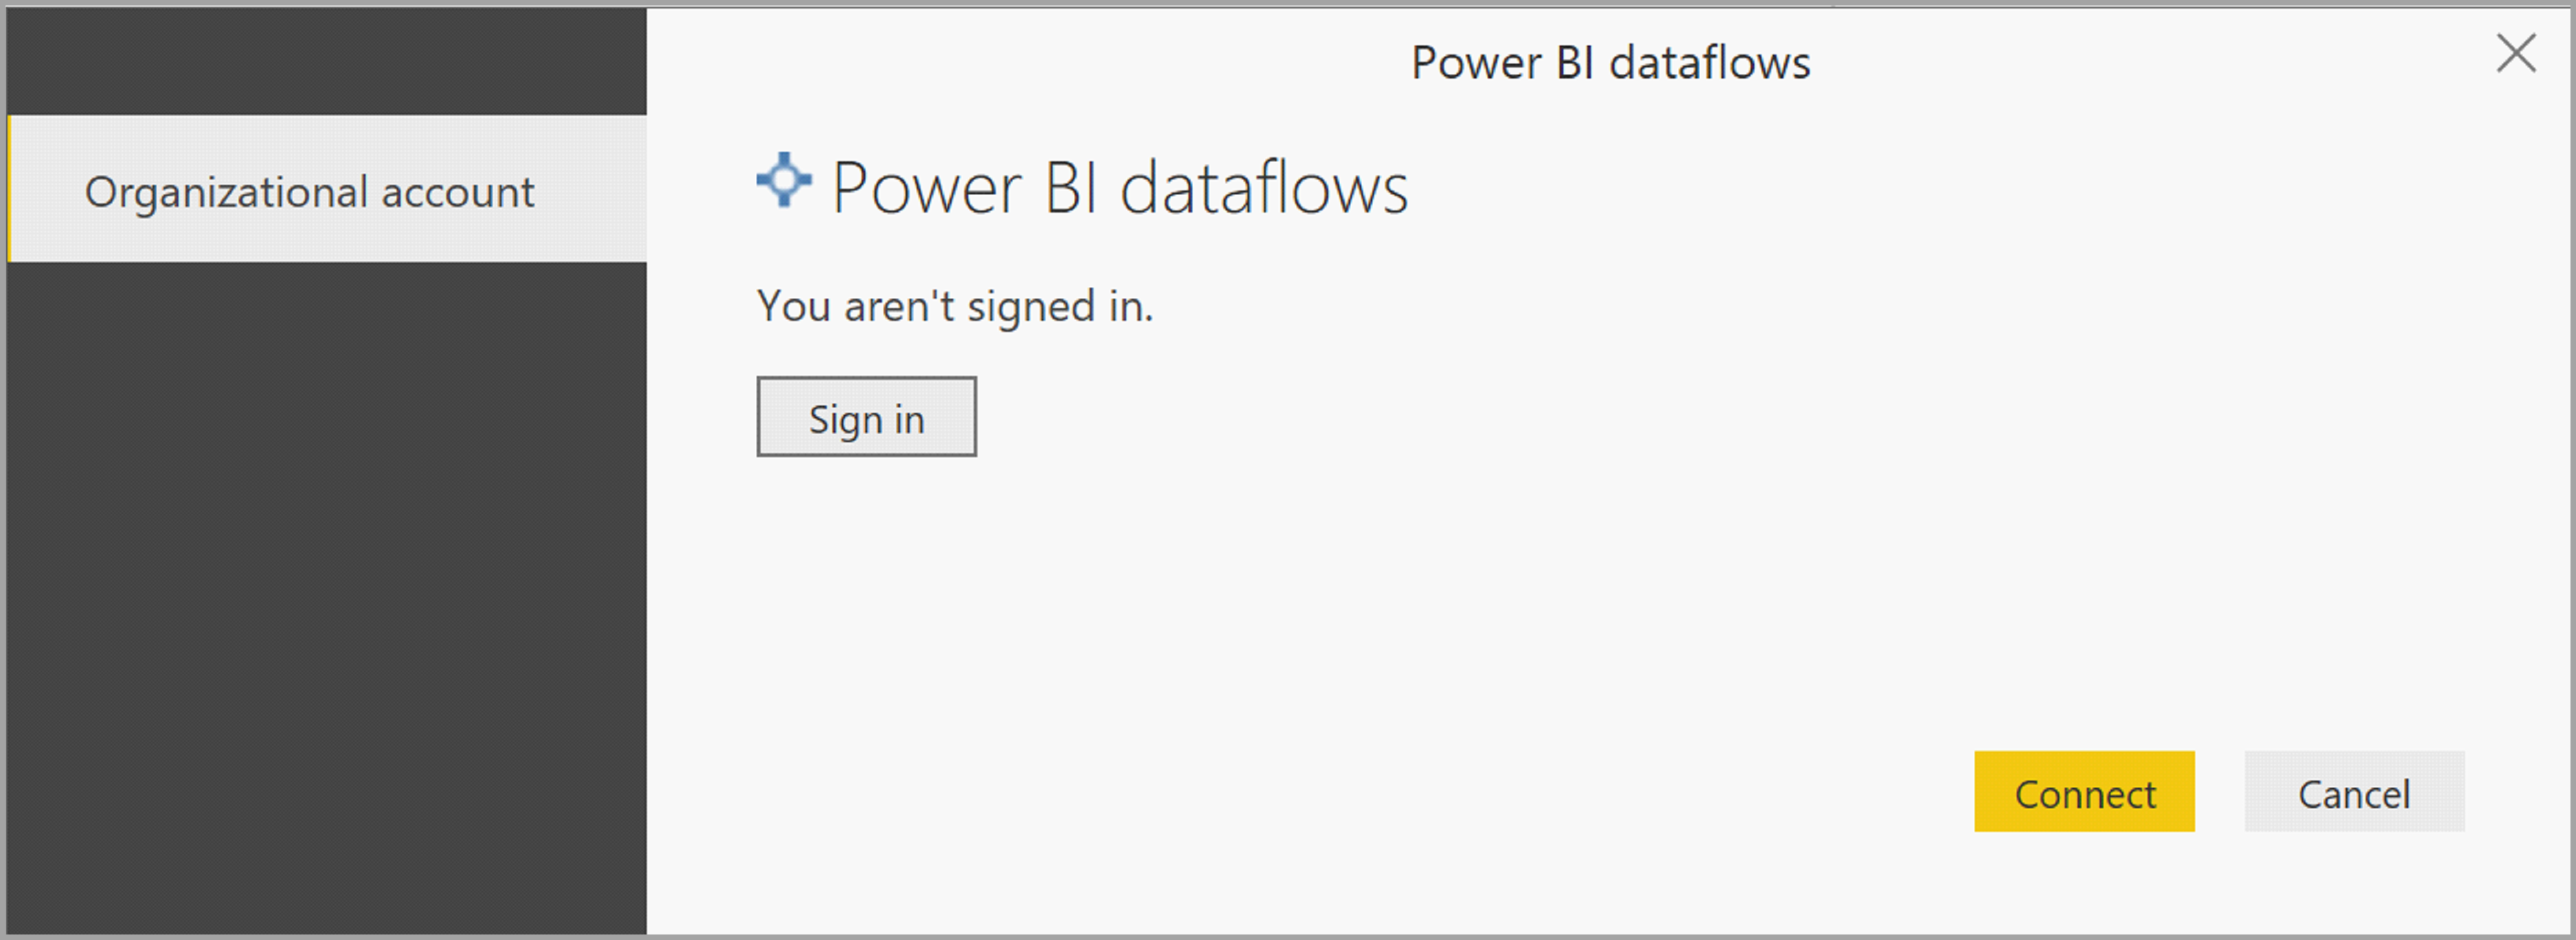 Power BI dataflows
Organizational account
Power BI dataflows
You aren't signed in.
Sign in
Connect
Cancel